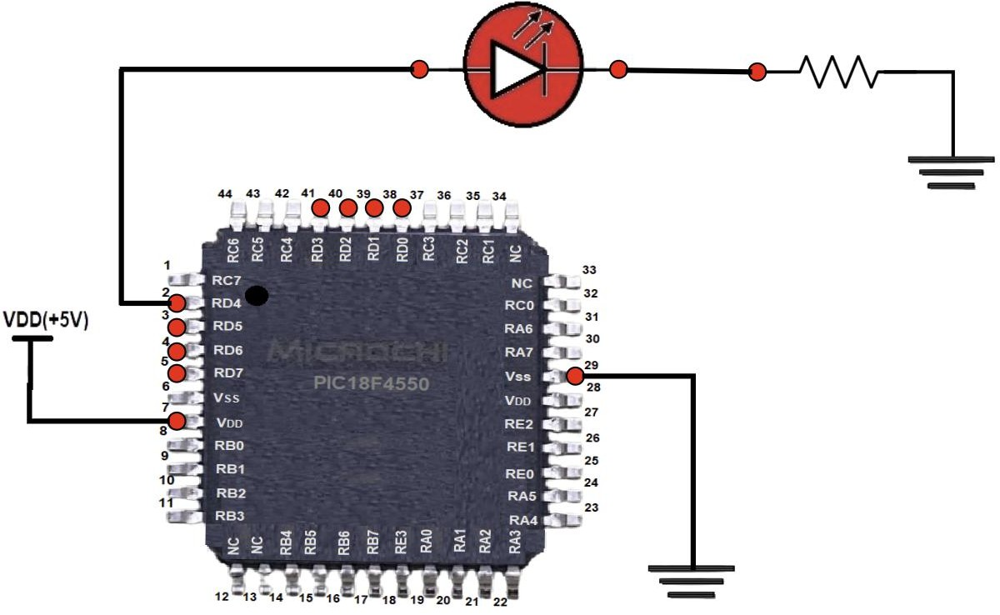 44 43 42 41 40 39 38 37 36 35 34
RC6 RC5 RC4 RD3 RD2 RD1 RD0 RC3 RC2 RC1 NC
1 RC7
2 RD4
3 RD5
4 RD6
5 RD7
6 Vss
7 VDD
8 RB0
9 RB1
10 RB2
11 RB3
VDD(+5V)
MICROCHI
PIC18F4550
NC 33
RC0 32
RA6 31
RA7 30
Vss 29
VDD 28
RE2 27
RE1 26
RE0 25
RA5 24
RA4 23
NC NC RB4 RB5 RB6 RB7 RE3 RA0 RA1 RA2 RA3
12 13 14 15 16 17 18 19 20 21 22